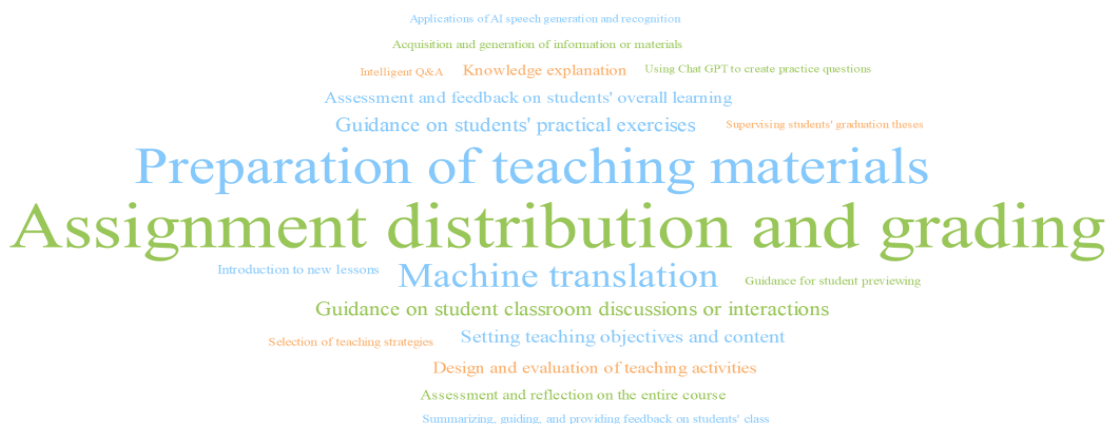 Applications of AI speech generation and recognition
Acquisition and generation of information or materials
Intelligent Q&A Knowledge explanation Using Chat GPT to create practice questions
Assessment and feedback on students' overall learning
Guidance on students' practical exercises Supervising students' graduation theses
Preparation of teaching materials
Assignment distribution and grading
Introduction to new lessons Machine translation Guidance for student previewing
Guidance on student classroom discussions or interactions
Selection of teaching strategies Setting teaching objectives and content
Design and evaluation of teaching activities
Assessment and reflection on the entire course
Summarizing, guiding, and providing feedback on students' class